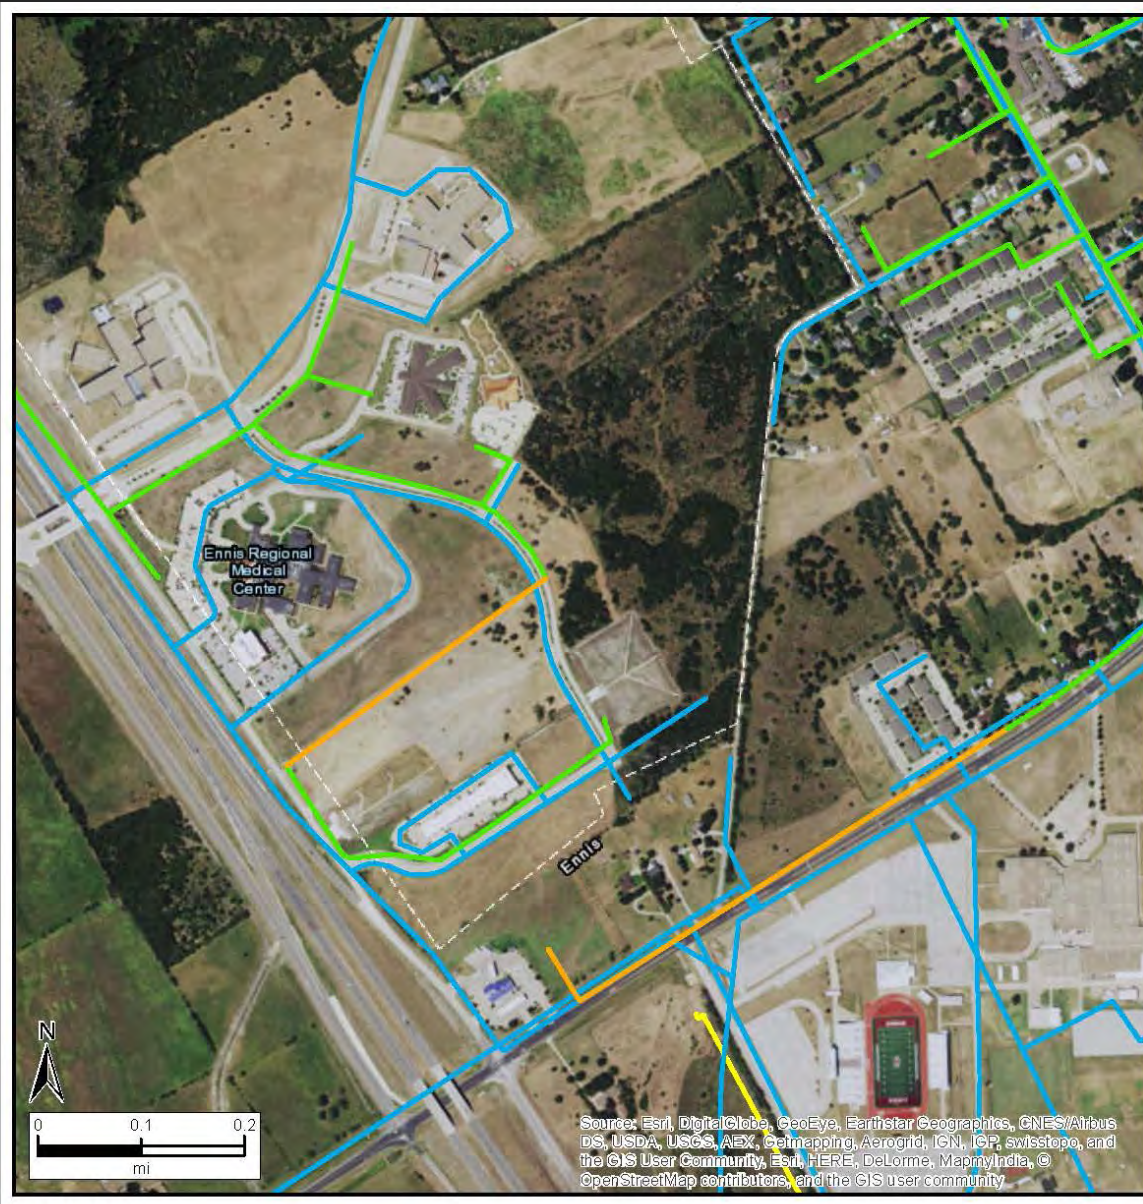 Ennis Regional
Medical
Center
Ennis
N
0 0.1 0.2
mi
Source: Esri, DigitalGlobe, GeoEye, Earthstar Geographics, CNES/Airbus
DS, USDA, USGS, AEX, Getmapping, Aerogrid, IGN, IGP, swisstopo, and
the GIS User Community, Esri, HERE, DeLorme, MapmyIndia, ©
OpenStreetMap contributors, and the GIS user community